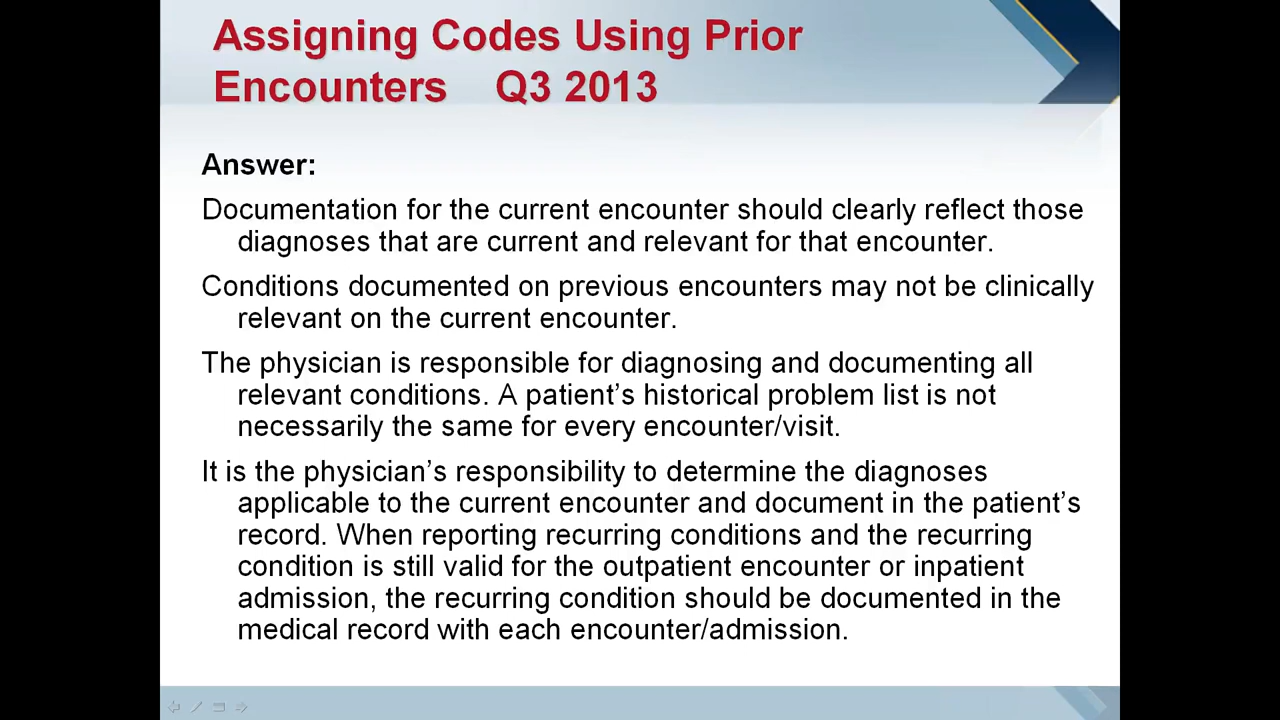 Assigning Codes Using Prior
Encounters Q3 2013
Answer:
Documentation for the current encounter should clearly reflect those
diagnoses that are current and relevant for that encounter.
Conditions documented on previous encounters may not be clinically
relevant on the current encounter.
The physician is responsible for diagnosing and documenting all
relevant conditions. A patient’s historical problem list is not
necessarily the same for every encounter/visit.
It is the physician’s responsibility to determine the diagnoses
applicable to the current encounter and document in the patient’s
record. When reporting recurring conditions and the recurring
condition is still valid for the outpatient encounter or inpatient
admission, the recurring condition should be documented in the
medical record with each encounter/admission.